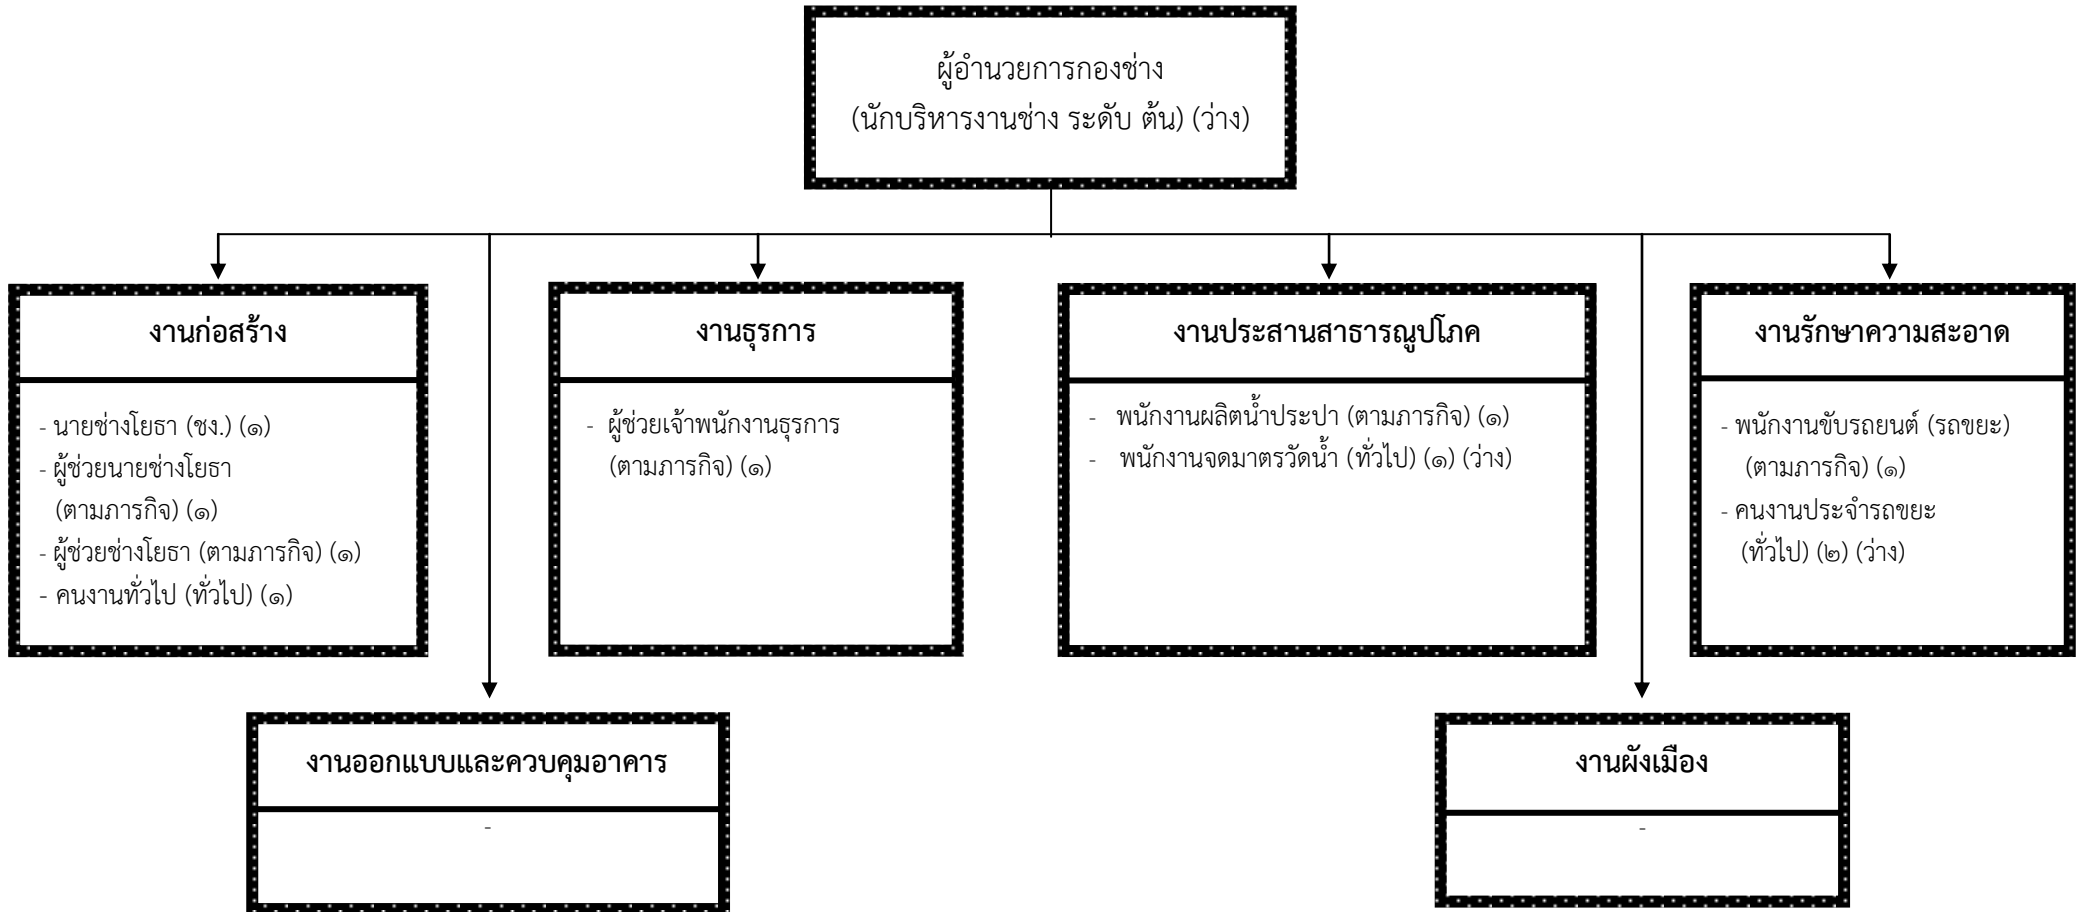 ผู้อำนวยการกองช่าง
(นักบริหารงานช่าง ระดับ ต้น) (ว่าง)
งานก่อสร้าง
- นายช่างโยธา (ชง.) (๑)
- ผู้ช่วยนายช่างโยธา
(ตามภารกิจ) (๑)
- ผู้ช่วยช่างโยธา (ตามภารกิจ) (๑)
- คนงานทั่วไป (ทั่วไป) (๑)
งานธุรการ
- ผู้ช่วยเจ้าพนักงานธุรการ
(ตามภารกิจ) (๑)
งานประสานสาธารณูปโภค
- พนักงานผลิตน้ำประปา (ตามภารกิจ) (๑)
- พนักงานจดมาตรวัดน้ำ (ทั่วไป) (๑) (ว่าง)
งานรักษาความสะอาด
- พนักงานขับรถยนต์ (รถขยะ)
(ตามภารกิจ) (๑)
- คนงานประจำรถขยะ
(ทั่วไป) (๒) (ว่าง)
งานออกแบบและควบคุมอาคาร
-
งานผังเมือง
-